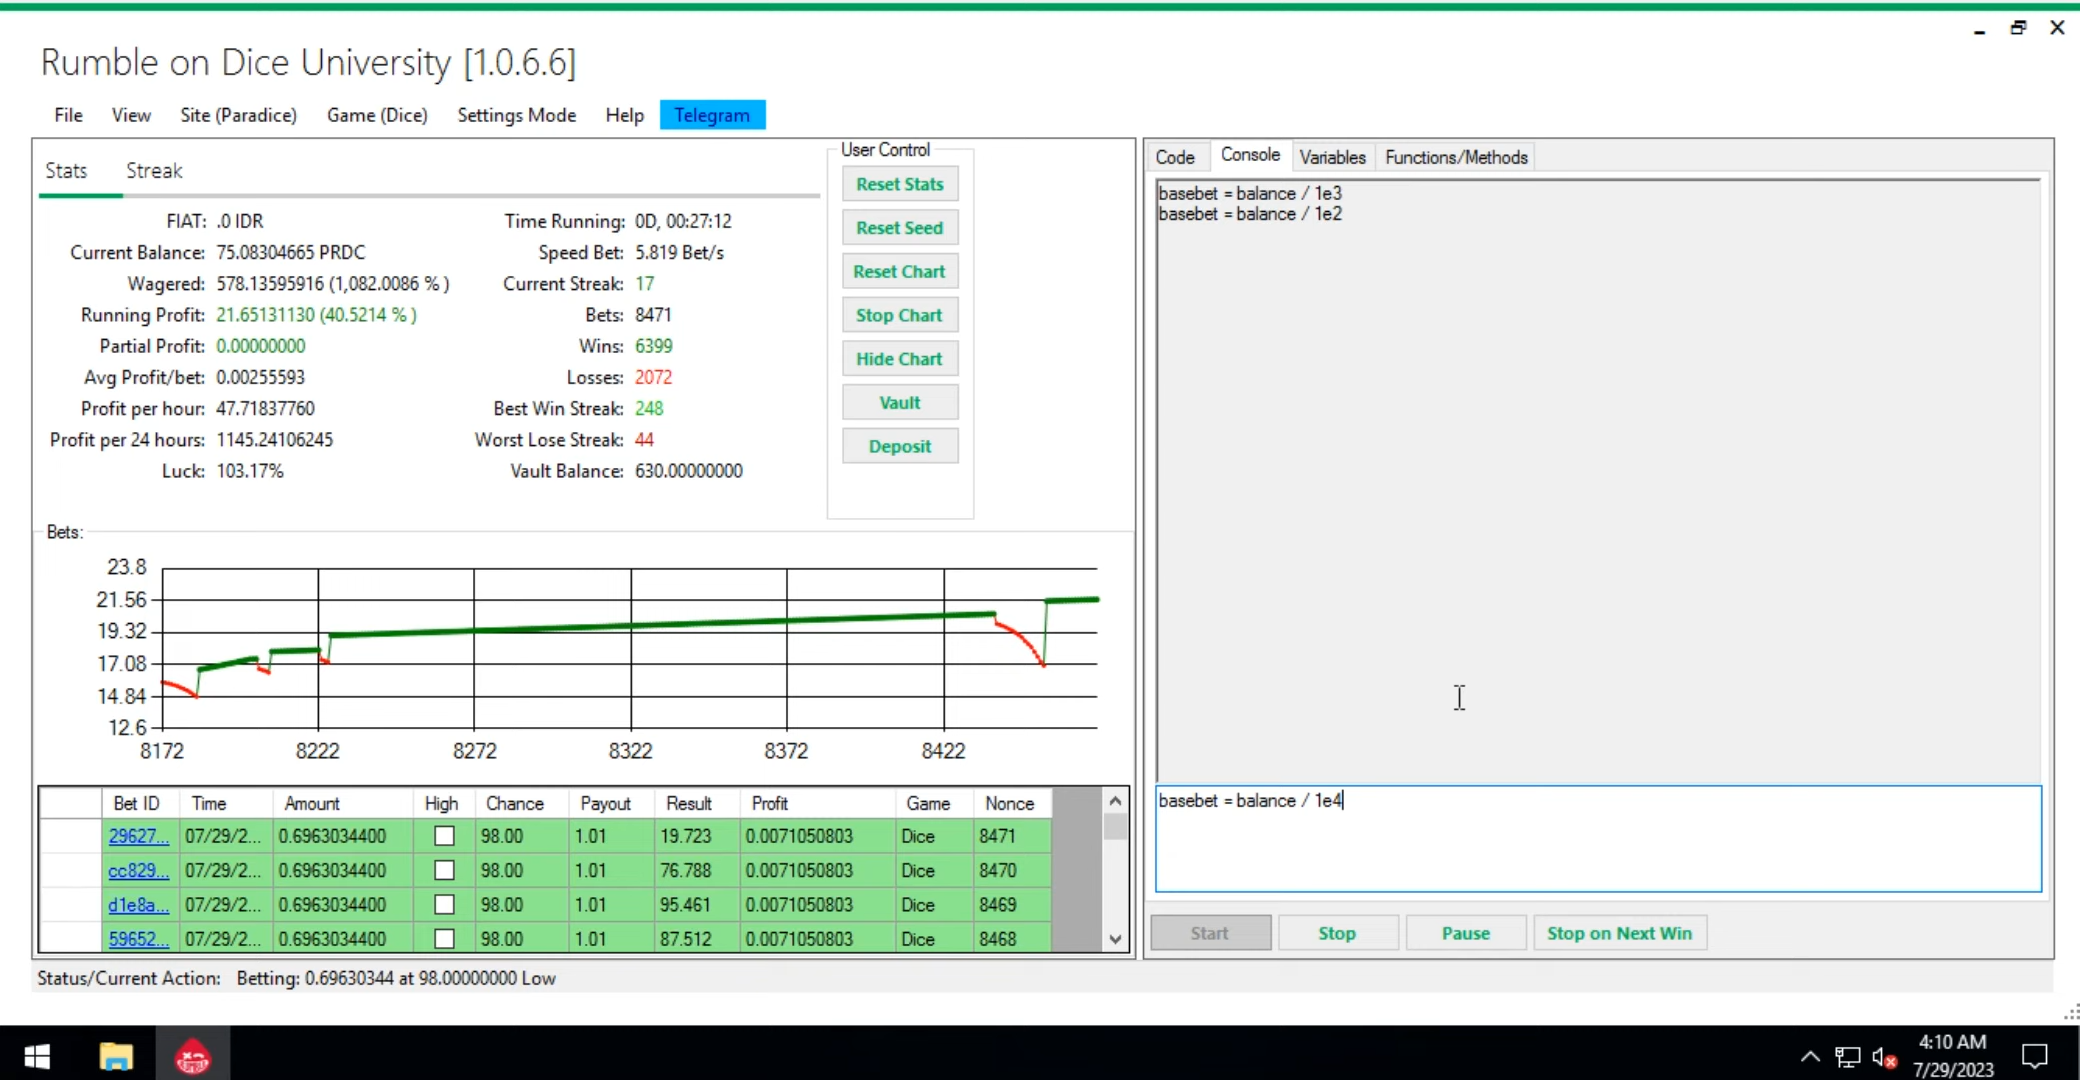 Rumble on Dice University [1.0.6.6]
File View Site (Paradice) Game (Dice) Settings Mode Help Telegram
Stats Streak
FIAT: .0 IDR
Current Balance: 75.08304665 PRDC
Wagered: 578.13595916 (1,082.0086 % )
Running Profit: 21.65131130 (40.5214 % )
Partial Profit: 0.00000000
Avg Profit/bet: 0.00255593
Profit per hour: 47.71837760
Profit per 24 hours: 1145.24106245
Luck: 103.17%
Time Running: 0D, 00:27:12
Speed Bet: 5.819 Bet/s
Current Streak: 17
Bets: 8471
Wins: 6399
Losses: 2072
Best Win Streak: 248
Worst Lose Streak: 44
Vault Balance: 630.00000000
User Control
Reset Stats
Reset Seed
Reset Chart
Stop Chart
Hide Chart
Vault
Deposit
Bets:
23.8
21.56
19.32
17.08
14.84
12.6
8172 8222 8272 8322 8372 8422
Bet ID Time Amount High Chance Payout Result Profit Game Nonce
29627... 07/29/2... 0.6963034400 98.00 1.01 19.723 0.0071050803 Dice 8471
cc829... 07/29/2... 0.6963034400 98.00 1.01 76.788 0.0071050803 Dice 8470
d1e8a... 07/29/2... 0.6963034400 98.00 1.01 95.461 0.0071050803 Dice 8469
59652... 07/29/2... 0.6963034400 98.00 1.01 87.512 0.0071050803 Dice 8468
Status/Current Action: Betting: 0.69630344 at 98.00000000 Low
Code Console Variables Functions/Methods
basebet = balance / 1e3
basebet = balance / 1e2
basebet = balance / 1e4
Start Stop Pause Stop on Next Win
4:10 AM
7/29/2023